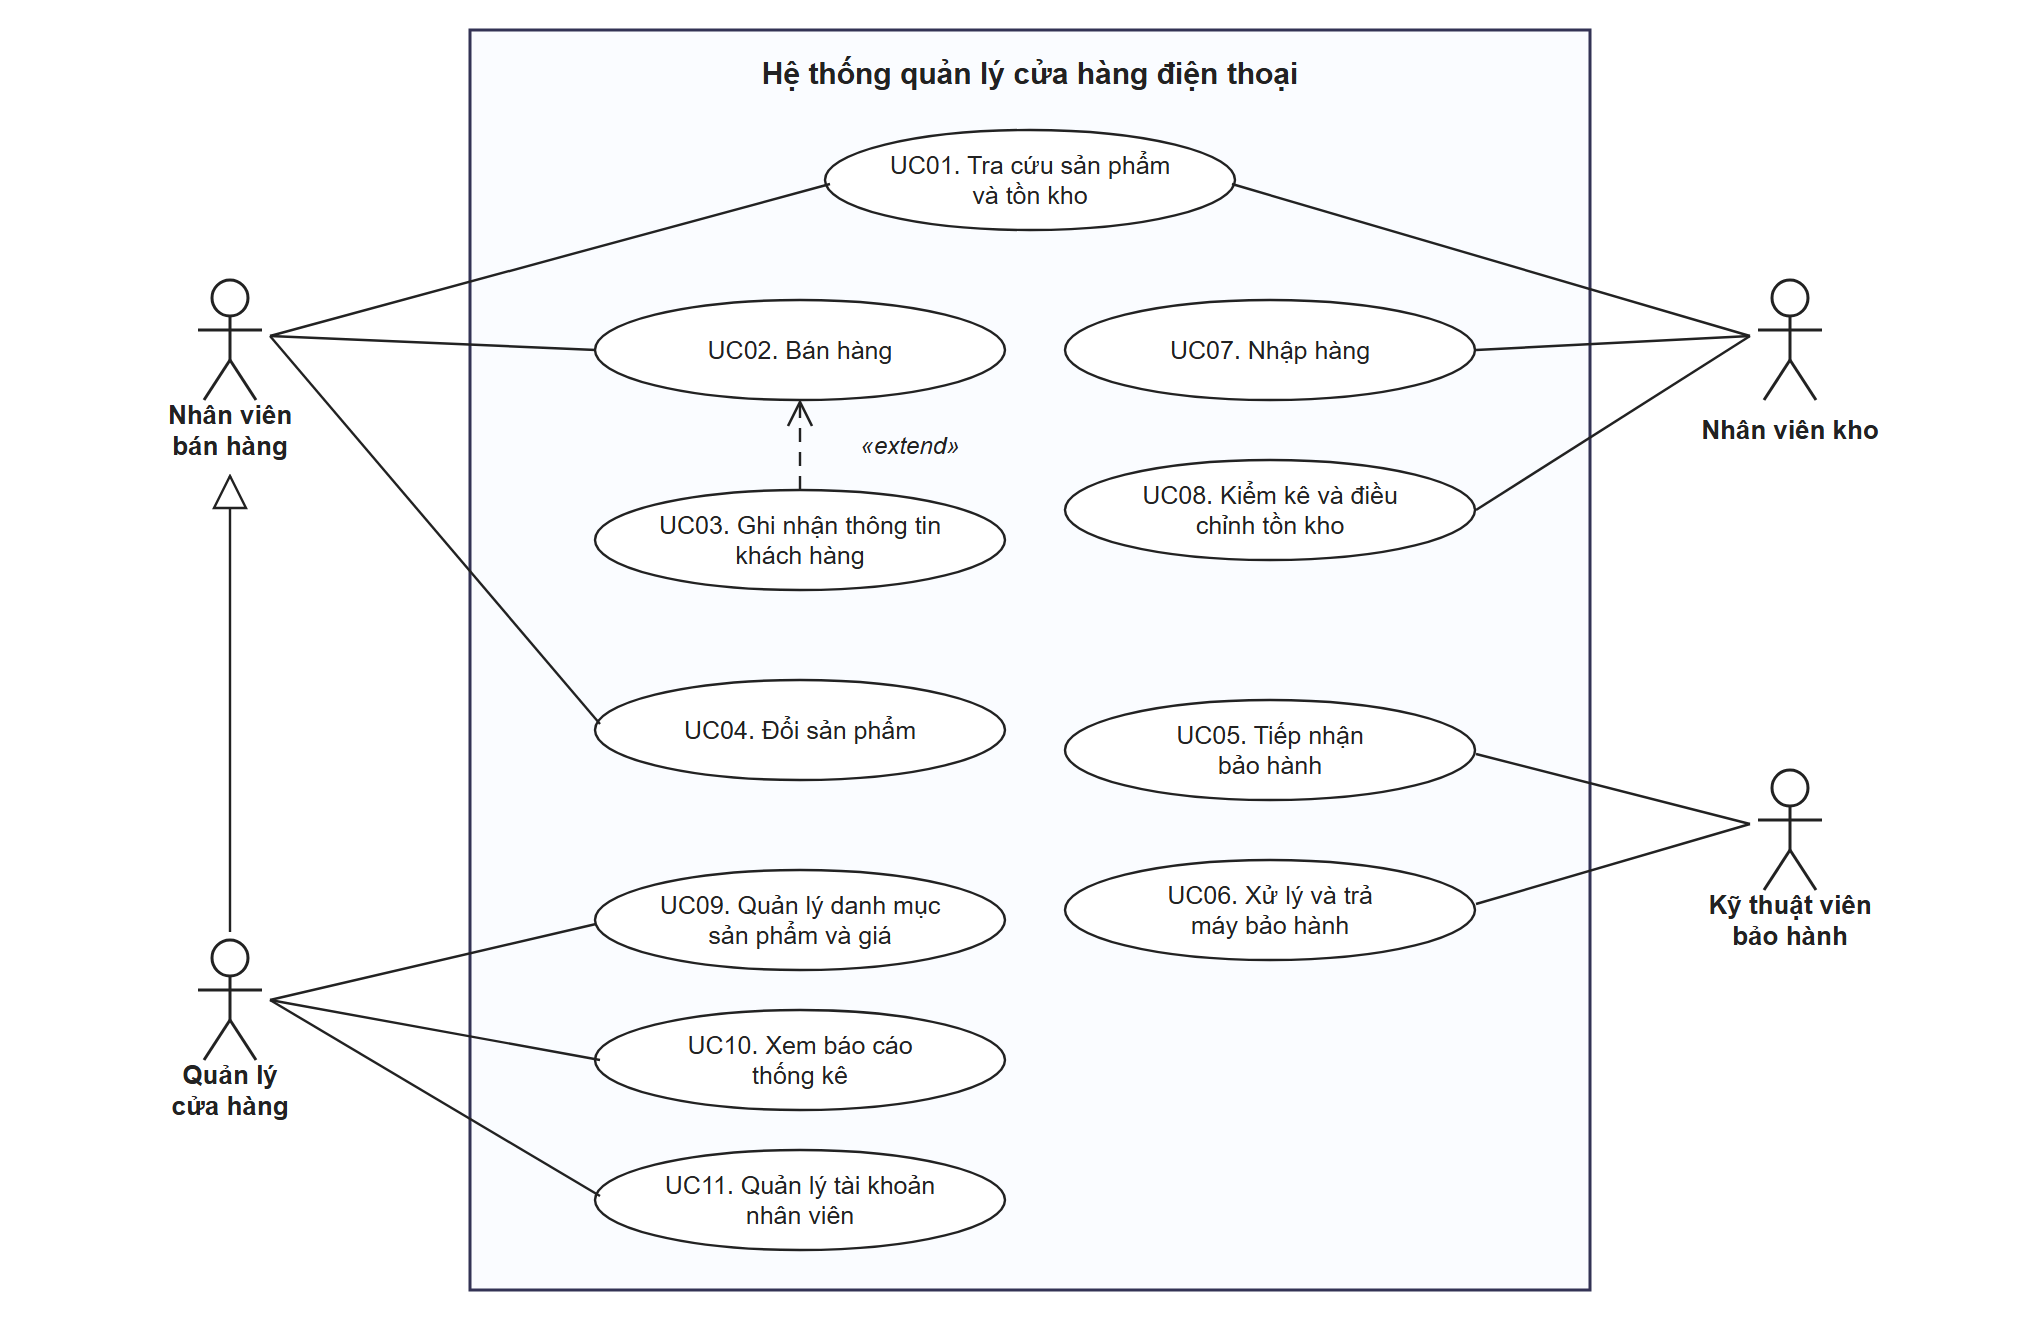 Hệ thống quản lý cửa hàng điện thoại
UC01. Tra cứu sản phẩm
và tồn kho
UC02. Bán hàng
UC07. Nhập hàng
Nhân viên
bán hàng
Nhân viên kho
«extend»
UC03. Ghi nhận thông tin
khách hàng
UC08. Kiểm kê và điều
chỉnh tồn kho
UC04. Đổi sản phẩm
UC05. Tiếp nhận
bảo hành
UC09. Quản lý danh mục
sản phẩm và giá
UC06. Xử lý và trả
máy bảo hành
Kỹ thuật viên
bảo hành
UC10. Xem báo cáo
thống kê
Quản lý
cửa hàng
UC11. Quản lý tài khoản
nhân viên